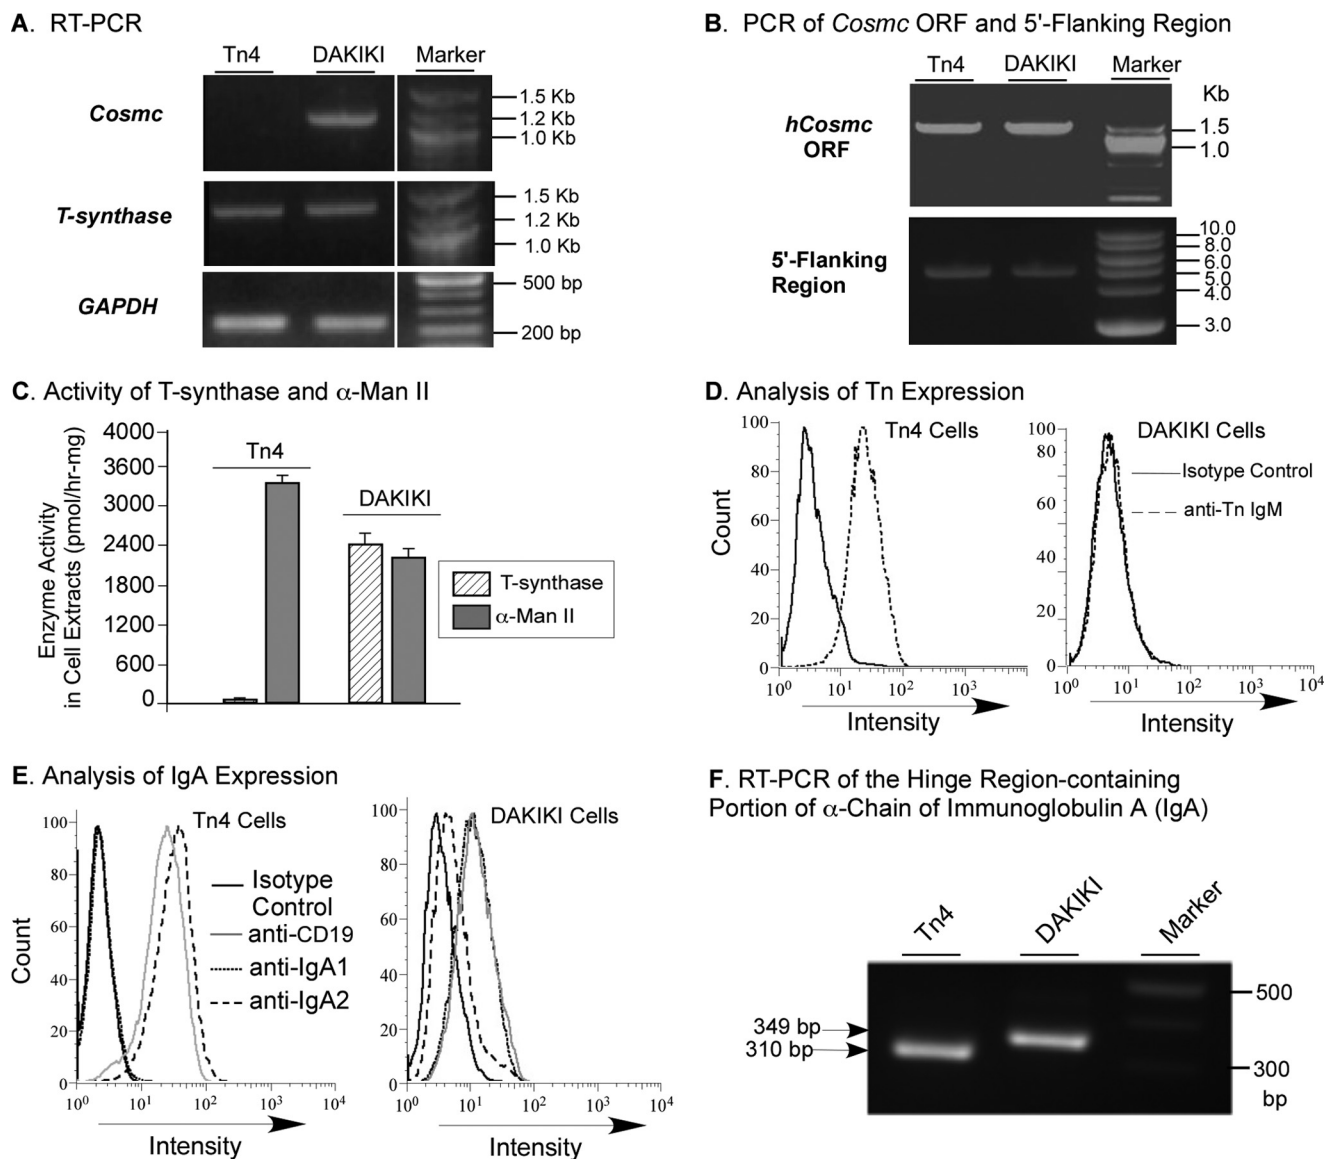 A. RT-PCR
Tn4 DAKIKI Marker
Cosmc
1.5 Kb
1.2 Kb
1.0 Kb
T-synthase
1.5 Kb
1.2 Kb
1.0 Kb
GAPDH
500 bp
200 bp
B. PCR of Cosmc ORF and 5'-Flanking Region
Tn4 DAKIKI Marker
Kb
hCosmc
ORF
1.5
1.0
5'-Flanking
Region
10.0
8.0
6.0
5.0
4.0
3.0
C. Activity of T-synthase and α-Man II
Enzyme Activity
in Cell Extracts (pmol/hr-mg)
4000
3600
3000
2400
1800
1200
600
0
Tn4
DAKIKI
T-synthase
α-Man II
D. Analysis of Tn Expression
Count
100
80
60
40
20
0
Tn4 Cells
10⁰ 10¹ 10² 10³
Intensity
100
80
60
40
20
0
DAKIKI Cells
Isotype Control
anti-Tn IgM
10⁰ 10¹ 10² 10³ 10⁴
Intensity
E. Analysis of IgA Expression
Count
100
80
60
40
20
0
Tn4 Cells
Isotype
Control
anti-CD19
anti-IgA1
anti-IgA2
10⁰ 10¹ 10² 10³ 10⁴
Intensity
100
80
60
40
20
0
DAKIKI Cells
10⁰ 10¹ 10² 10³ 10⁴
Intensity
F. RT-PCR of the Hinge Region-containing
Portion of α-Chain of Immunoglobulin A (IgA)
Tn4 DAKIKI Marker
349 bp
310 bp
500
300
bp